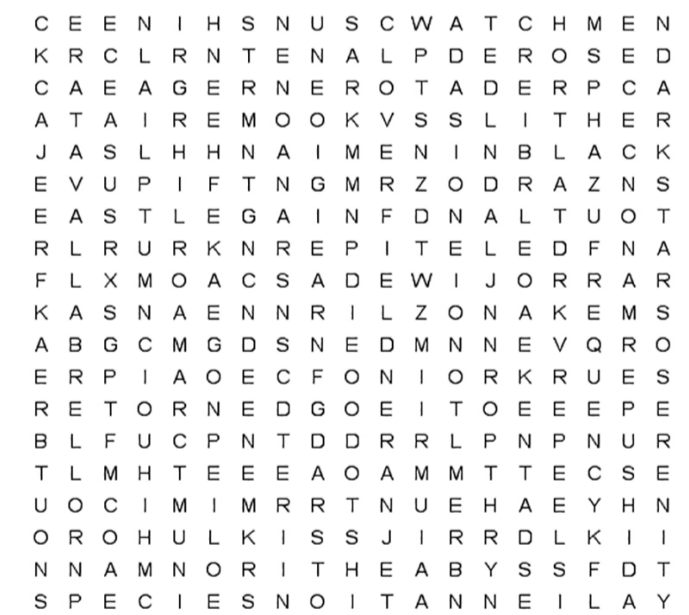 C E E N I H S N U S C W A T C H M E N
K R C L R N T E N A L P D E R O S E D
C A E A G E R N E R O T A D E R P C A
A T A I R E M O O K V S S L I T H E R
J A S L H H N A I M E N I N B L A C K
E V U P I F T N G M R Z O D R A Z N S
E A S T L E G A I N F D N A L T U O T
R L R U R K N R E P I T E L E D F N A
F L X M O A C S A D E W I J O R R A R
K A S N A E N N R I L Z O N A K E M S
A B G C M G D S N E D M N N E V Q R O
E R P I A O E C F O N I O R K R U E S
R E T O R N E D G O E I T O E E E P E
B L F U C P N T D D R R L P N P N U R
T L M H T E E E A O A M M T T E C S E
U O C I M I M R R T N U E H A E Y H N
O R O H U L K I S S J I R R D L K I I
N N A M N O R I T H E A B Y S S F D T
S P E C I E S N O I T A N N E I L A Y